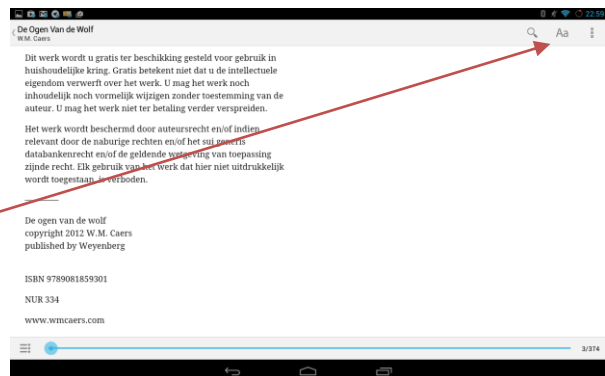 22:59
De Ogen Van de Wolf
W.M. Caers
Aa
Dit werk wordt u gratis ter beschikking gesteld voor gebruik in
huishoudelijke kring. Gratis betekent niet dat u de intellectuele
eigendom verwerft over het werk. U mag het werk noch
inhoudelijk noch vormelijk wijzigen zonder toestemming van de
auteur. U mag het werk niet ter betaling verder verspreiden.
Het werk wordt beschermd door auteursrecht en/of indien
relevant door de naburige rechten en/of het sui generis
databankenrecht en/of de geldende wetgeving van toepassing
zijnde recht. Elk gebruik van het werk dat hier niet uitdrukkelijk
wordt toegestaan, is verboden.
De ogen van de wolf
copyright 2012 W.M. Caers
published by Weyenberg
ISBN 9789081859301
NUR 334
www.wmcaers.com
3/374